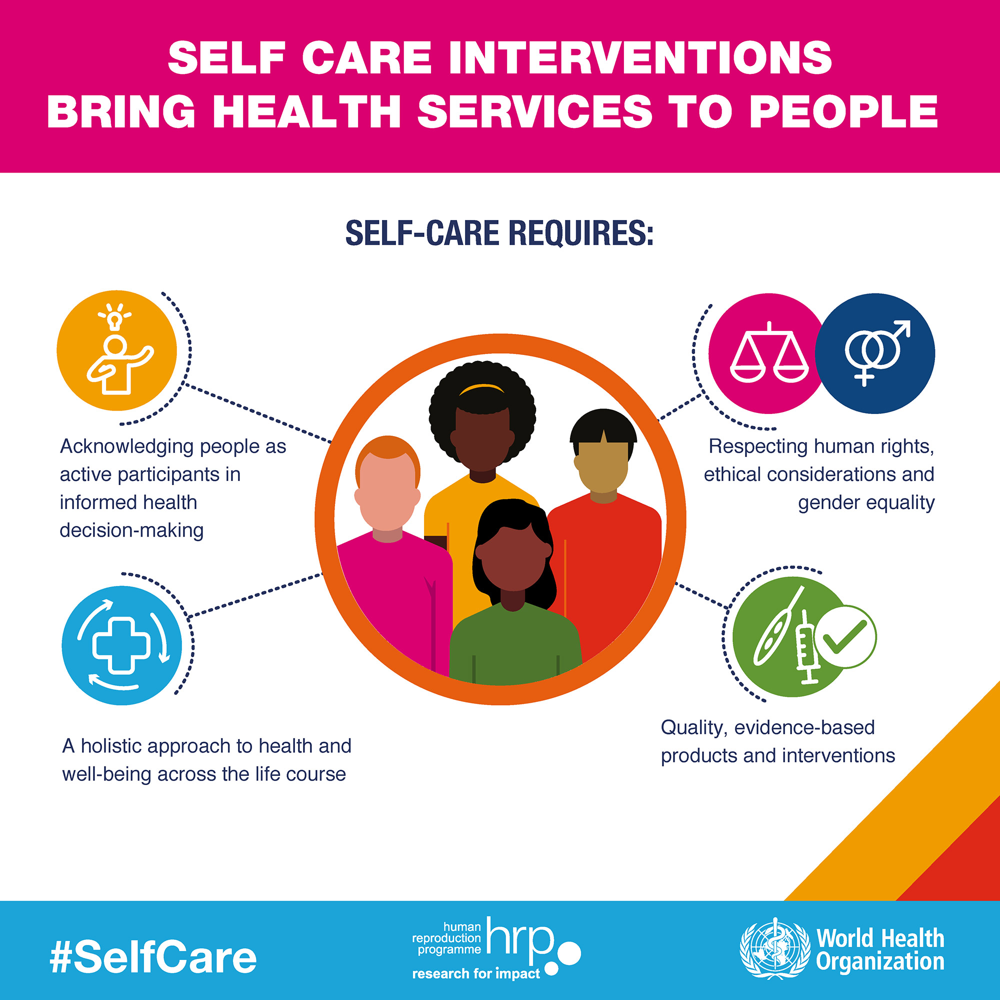 SELF CARE INTERVENTIONS
BRING HEALTH SERVICES TO PEOPLE
SELF-CARE REQUIRES:
Acknowledging people as
active participants in
informed health
decision-making
Respecting human rights,
ethical considerations and
gender equality
A holistic approach to health and
well-being across the life course
Quality, evidence-based
products and interventions
#SelfCare
human
reproduction
programme
hrp
research for impact
World Health
Organization